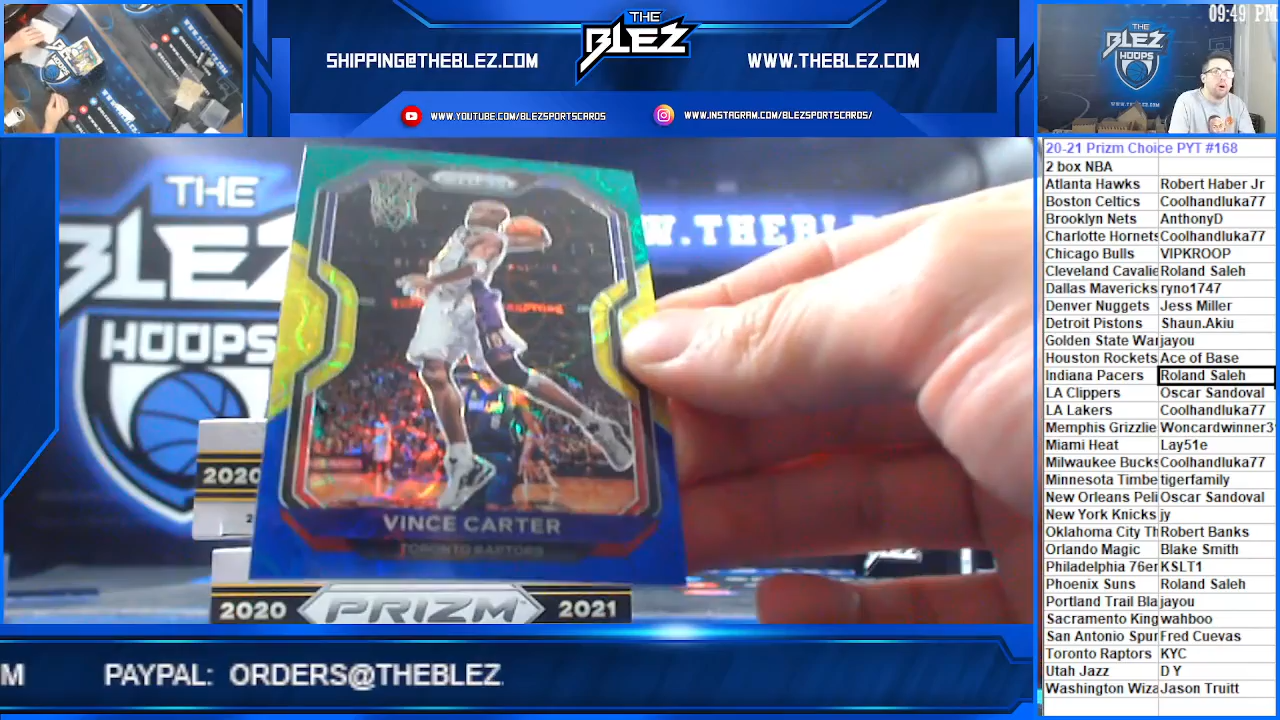 09:49 PM
THE
BLEZ
SHIPPING@THEBLEZ.COM
WWW.THEBLEZ.COM
WWW.YOUTUBE.COM/BLEZSPORTSCARDS
WWW.INSTAGRAM.COM/BLEZSPORTSCARDS/
THE
BLEZ
HOOPS
THE
BLEZ
HOOPS
W.THEBL
VINCE CARTER
TORONTO RAPTORS
2020
2020 PRIZM 2021
M PAYPAL: ORDERS@THEBLEZ
20-21 Prizm Choice PYT #168
2 box NBA
Atlanta Hawks Robert Haber Jr
Boston Celtics Coolhandluka77
Brooklyn Nets AnthonyD
Charlotte Hornets Coolhandluka77
Chicago Bulls VIPKROOP
Cleveland Cavalie Roland Saleh
Dallas Mavericks ryno1747
Denver Nuggets Jess Miller
Detroit Pistons Shaun.Akiu
Golden State War jayou
Houston Rockets Ace of Base
Indiana Pacers Roland Saleh
LA Clippers Oscar Sandoval
LA Lakers Coolhandluka77
Memphis Grizzlie Woncardwinner3
Miami Heat Lay51e
Milwaukee Bucks Coolhandluka77
Minnesota Timbe tigerfamily
New Orleans Peli Oscar Sandoval
New York Knicks jy
Oklahoma City Th Robert Banks
Orlando Magic Blake Smith
Philadelphia 76er KSLT1
Phoenix Suns Roland Saleh
Portland Trail Bla jayou
Sacramento King wahboo
San Antonio Spur Fred Cuevas
Toronto Raptors KYC
Utah Jazz D Y
Washington Wiza Jason Truitt